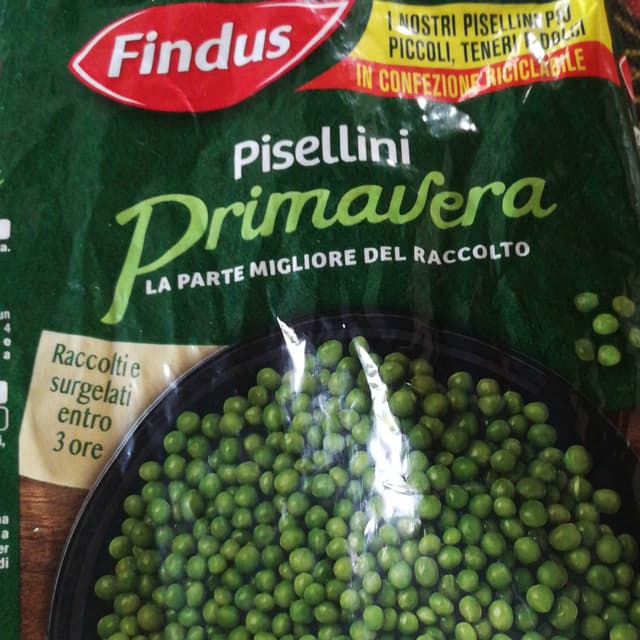 Findus
I NOSTRI PISELLINI PIÙ
PICCOLI, TENERI E DOLCI
IN CONFEZIONE RICICLABILE
Pisellini
Primavera
LA PARTE MIGLIORE DEL RACCOLTO
Raccolti e
surgelati
entro
3 ore